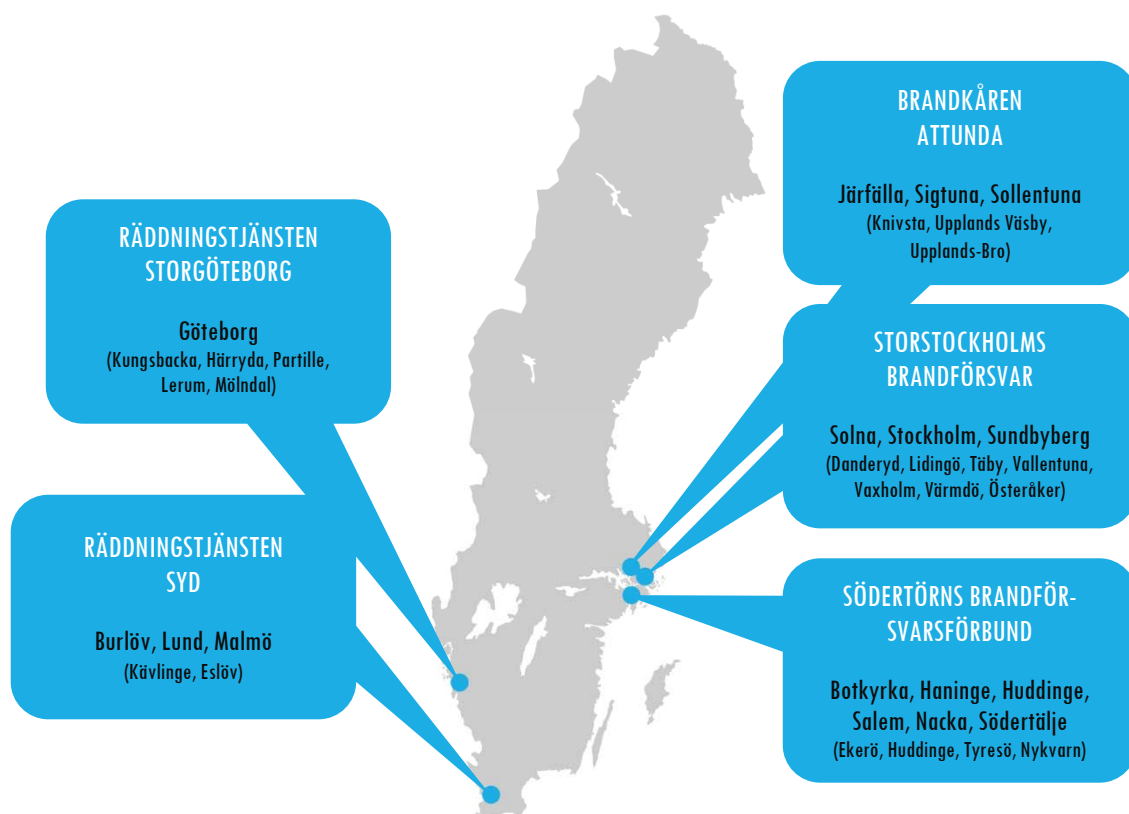 BRANDKÅREN
ATTUNDA
Järfälla, Sigtuna, Sollentuna
(Knivsta, Upplands Väsby,
Upplands-Bro)
RÄDDNINGSTJÄNSTEN
STORGÖTEBORG
Göteborg
(Kungsbacka, Härryda, Partille,
Lerum, Mölndal)
STORSTOCKHOLMS
BRANDFÖRSVAR
Solna, Stockholm, Sundbyberg
(Danderyd, Lidingö, Täby, Vallentuna,
Vaxholm, Värmdö, Österåker)
RÄDDNINGSTJÄNSTEN
SYD
Burlöv, Lund, Malmö
(Kävlinge, Eslöv)
SÖDERTÖRNS BRANDFÖR-
SVARSFÖRBUND
Botkyrka, Haninge, Huddinge,
Salem, Nacka, Södertälje
(Ekerö, Huddinge, Tyresö, Nykvarn)